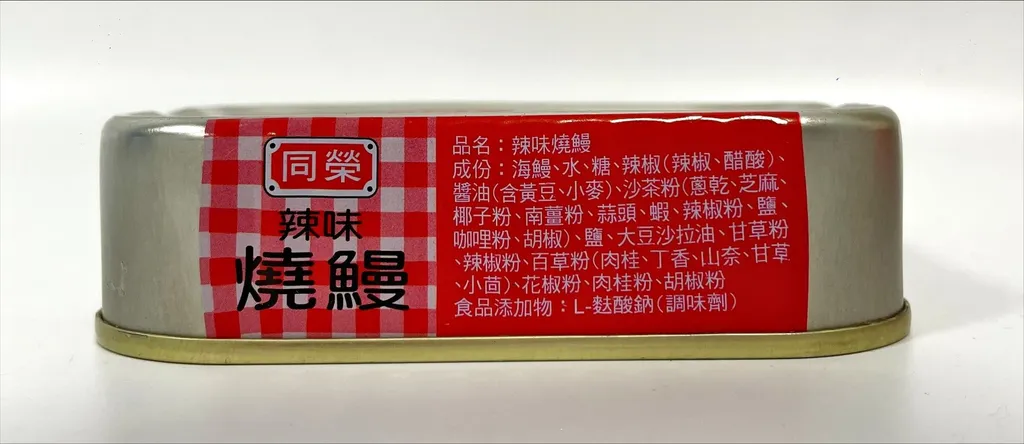 同榮
辣味
燒鰻
品名：辣味燒鰻
成份：海鰻、水、糖、辣椒(辣椒、醋酸)、
醬油(含黃豆、小麥)、沙茶粉(蔥乾、芝麻、
椰子粉、南薑粉、蒜頭、蝦、辣椒粉、鹽、
咖哩粉、胡椒)、鹽、大豆沙拉油、甘草粉
、辣椒粉、百草粉(肉桂、丁香、山奈、甘草
、小茴)、花椒粉、肉桂粉、胡椒粉
食品添加物：L-麩酸鈉(調味劑)